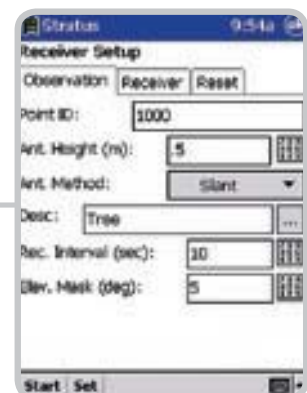 Stratus 9:54a
Receiver Setup
Observation Receiver Reset
Point ID: 1000
Ant. Height (m): .5
Ant. Method: Slant
Desc: Tree ...
Rec. Interval (sec): 10
Elev. Mask (deg): 5
Start Set